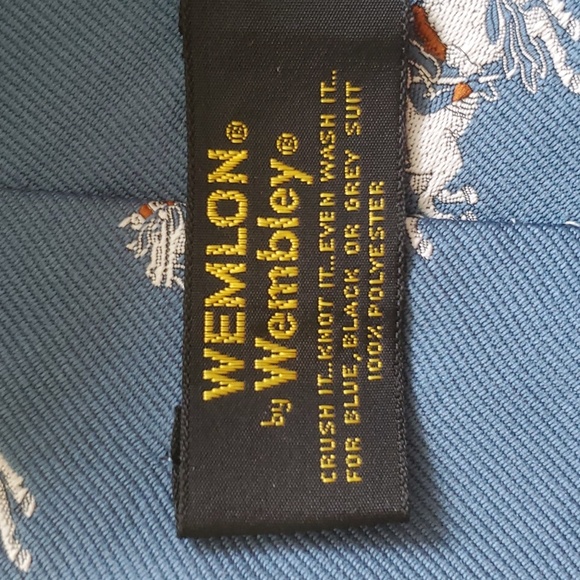 WEMLON®
by Wembley®
CRUSH IT...KNOT IT...EVEN WASH IT...
FOR BLUE, BLACK OR GREY SUIT
100% POLYESTER